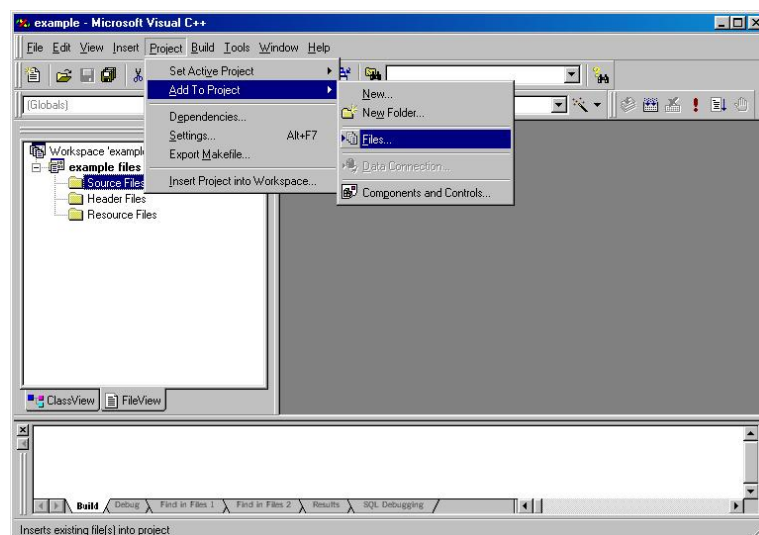 example - Microsoft Visual C++
File Edit View Insert Project Build Tools Window Help
(Globals)
Set Active Project
Add To Project
Dependencies...
Settings... Alt+F7
Export Makefile...
Insert Project into Workspace...
New...
New Folder...
Files...
Data Connection...
Components and Controls...
Workspace 'exampl
example files
Source Files
Header Files
Resource Files
ClassView FileView
Build Debug Find in Files 1 Find in Files 2 Results SQL Debugging
Inserts existing file(s) into project